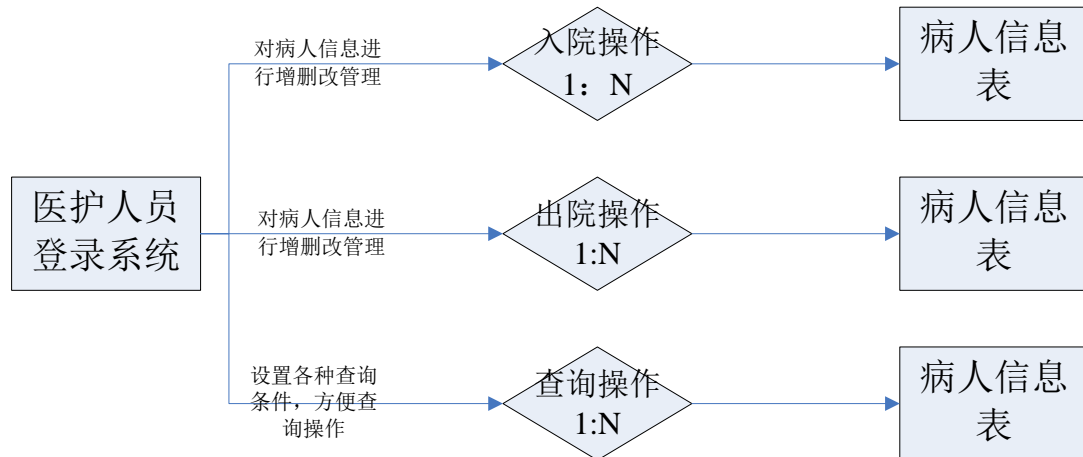 对病人信息进
行增删改管理
入院操作
1：N
病人信息
表
医护人员
登录系统
对病人信息进
行增删改管理
出院操作
1:N
病人信息
表
设置各种查询
条件，方便查
询操作
查询操作
1:N
病人信息
表